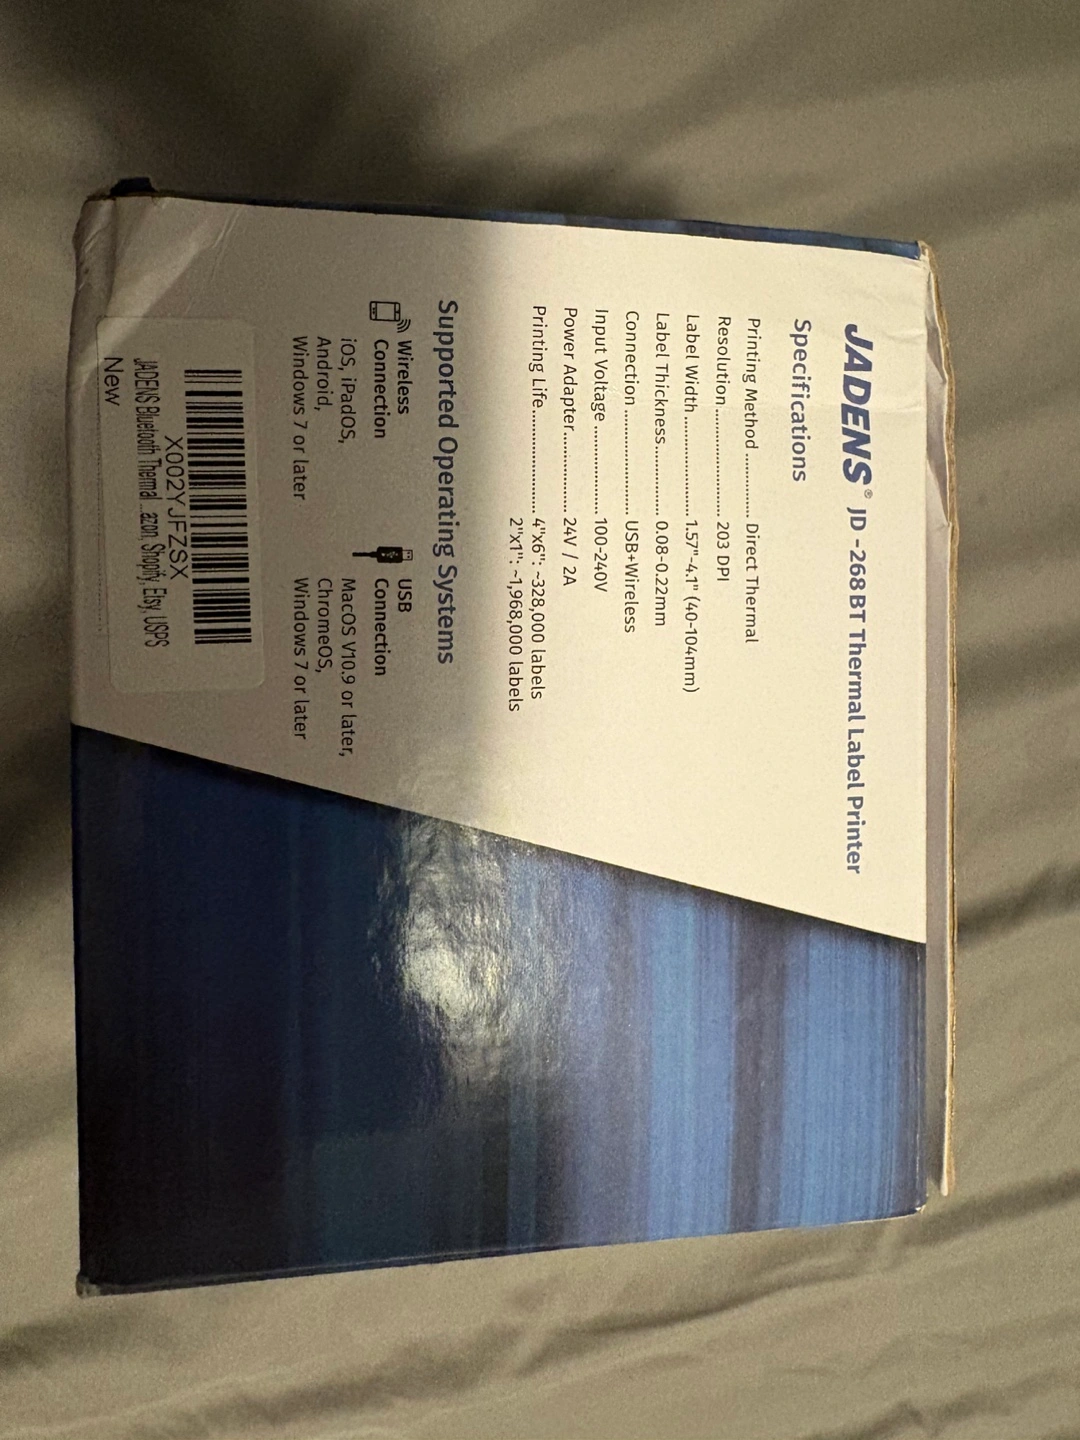 JADENS® JD-268BT Thermal Label Printer
Specifications
Printing Method ............ Direct Thermal
Resolution .................... 203 DPI
Label Width ................... 1.57"-4.1" (40-104mm)
Label Thickness ............ 0.08-0.22mm
Connection .................... USB+Wireless
Input Voltage ................. 100-240V
Power Adapter ............... 24V / 2A
Printing Life .................... 4"x6": ~328,000 labels
2"x1": ~1,968,000 labels
Supported Operating Systems
Wireless
Connection
iOS, iPadOS,
Android,
Windows 7 or later
USB
Connection
MacOS V10.9 or later,
ChromeOS,
Windows 7 or later
X002YJFZSX
JADENS Bluetooth Thermal ...azon, Shopify, Etsy, USPS
New